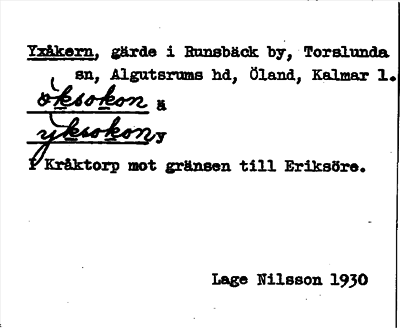 Yxåkern, gärde i Runsbäck by, Torslunda
sn, Algutsrums hd, Öland, Kalmar l.
öksokon ä
yksokon y
I Kråktorp mot gränsen till Eriksöre.
Lage Nilsson 1930